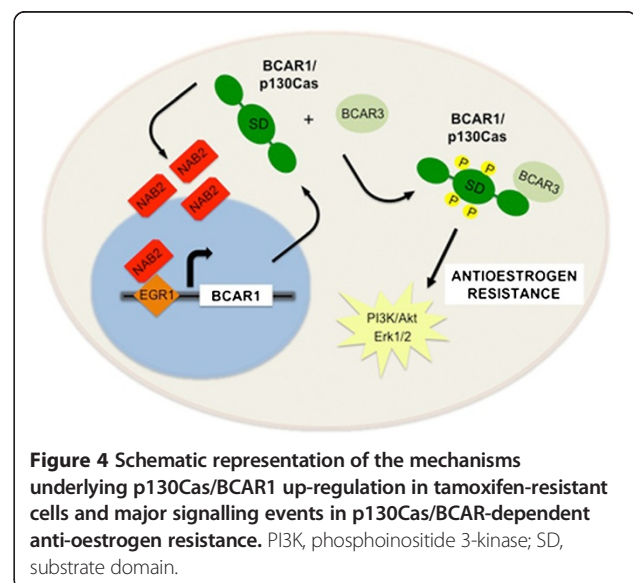 BCAR1/
p130Cas
SD
+
BCAR3
BCAR1/
p130Cas
P
P
SD
BCAR3
P
P
NAB2
NAB2
NAB2
NAB2
EGR1
BCAR1
ANTIOESTROGEN
RESISTANCE
PI3K/Akt
Erk1/2
Figure 4 Schematic representation of the mechanisms
underlying p130Cas/BCAR1 up-regulation in tamoxifen-resistant
cells and major signalling events in p130Cas/BCAR-dependent
anti-oestrogen resistance. PI3K, phosphoinositide 3-kinase; SD,
substrate domain.